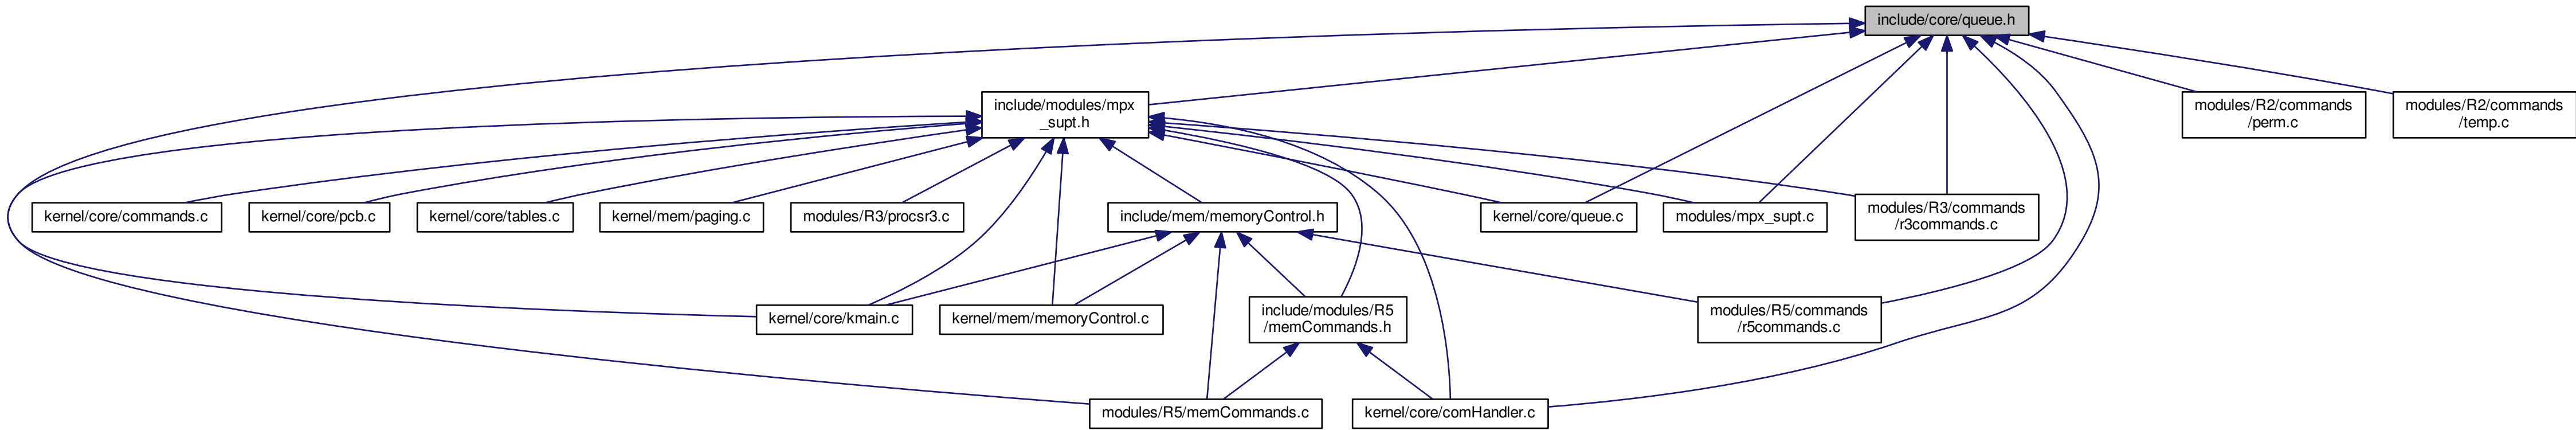 include/core/queue.h
include/modules/mpx
_supt.h
modules/R2/commands
/perm.c
modules/R2/commands
/temp.c
kernel/core/commands.c
kernel/core/pcb.c
kernel/core/tables.c
kernel/mem/paging.c
modules/R3/procsr3.c
include/mem/memoryControl.h
kernel/core/queue.c
modules/mpx_supt.c
modules/R3/commands
/r3commands.c
kernel/core/kmain.c
kernel/mem/memoryControl.c
include/modules/R5
/memCommands.h
modules/R5/commands
/r5commands.c
modules/R5/memCommands.c
kernel/core/comHandler.c